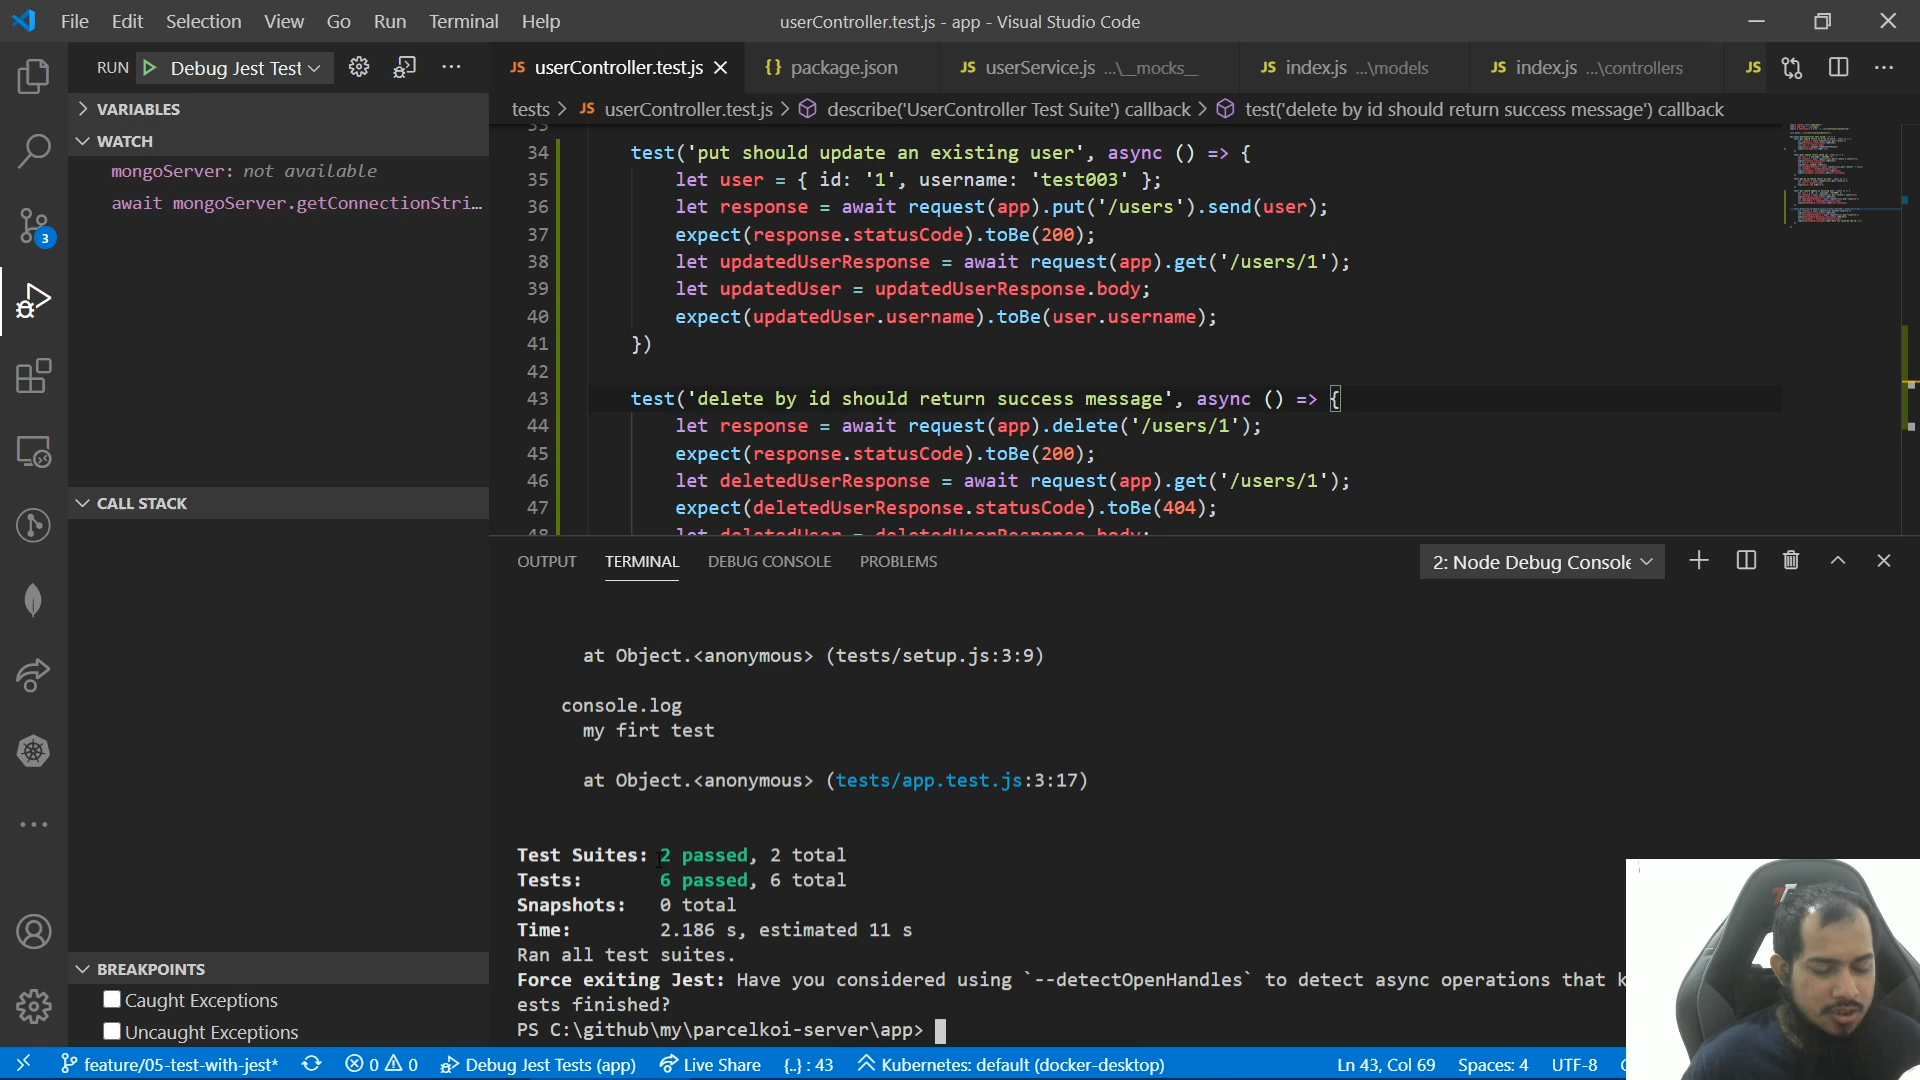 File Edit Selection View Go Run Terminal Help
userController.test.js - app - Visual Studio Code
RUN Debug Jest Test
JS userController.test.js
{} package.json
JS userService.js ...\__mocks__
JS index.js ...\models
JS index.js ...\controllers
JS
VARIABLES
WATCH
mongoServer: not available
await mongoServer.getConnectionStri...
CALL STACK
BREAKPOINTS
Caught Exceptions
Uncaught Exceptions
3
tests > JS userController.test.js > describe('UserController Test Suite') callback > test('delete by id should return success message') callback
33
34 test('put should update an existing user', async () => {
35 let user = { id: '1', username: 'test003' };
36 let response = await request(app).put('/users').send(user);
37 expect(response.statusCode).toBe(200);
38 let updatedUserResponse = await request(app).get('/users/1');
39 let updatedUser = updatedUserResponse.body;
40 expect(updatedUser.username).toBe(user.username);
41 })
42
43 test('delete by id should return success message', async () => {
44 let response = await request(app).delete('/users/1');
45 expect(response.statusCode).toBe(200);
46 let deletedUserResponse = await request(app).get('/users/1');
47 expect(deletedUserResponse.statusCode).toBe(404);
48 let deletedUser = deletedUserResponse.body;
OUTPUT TERMINAL DEBUG CONSOLE PROBLEMS
2: Node Debug Console
at Object.<anonymous> (tests/setup.js:3:9)
console.log
my firt test
at Object.<anonymous> (tests/app.test.js:3:17)
Test Suites: 2 passed, 2 total
Tests: 6 passed, 6 total
Snapshots: 0 total
Time: 2.186 s, estimated 11 s
Ran all test suites.
Force exiting Jest: Have you considered using `--detectOpenHandles` to detect async operations that k
ests finished?
PS C:\github\my\parcelkoi-server\app>
feature/05-test-with-jest* 0 0 Debug Jest Tests (app) Live Share {..} : 43 Kubernetes: default (docker-desktop) Ln 43, Col 69 Spaces: 4 UTF-8